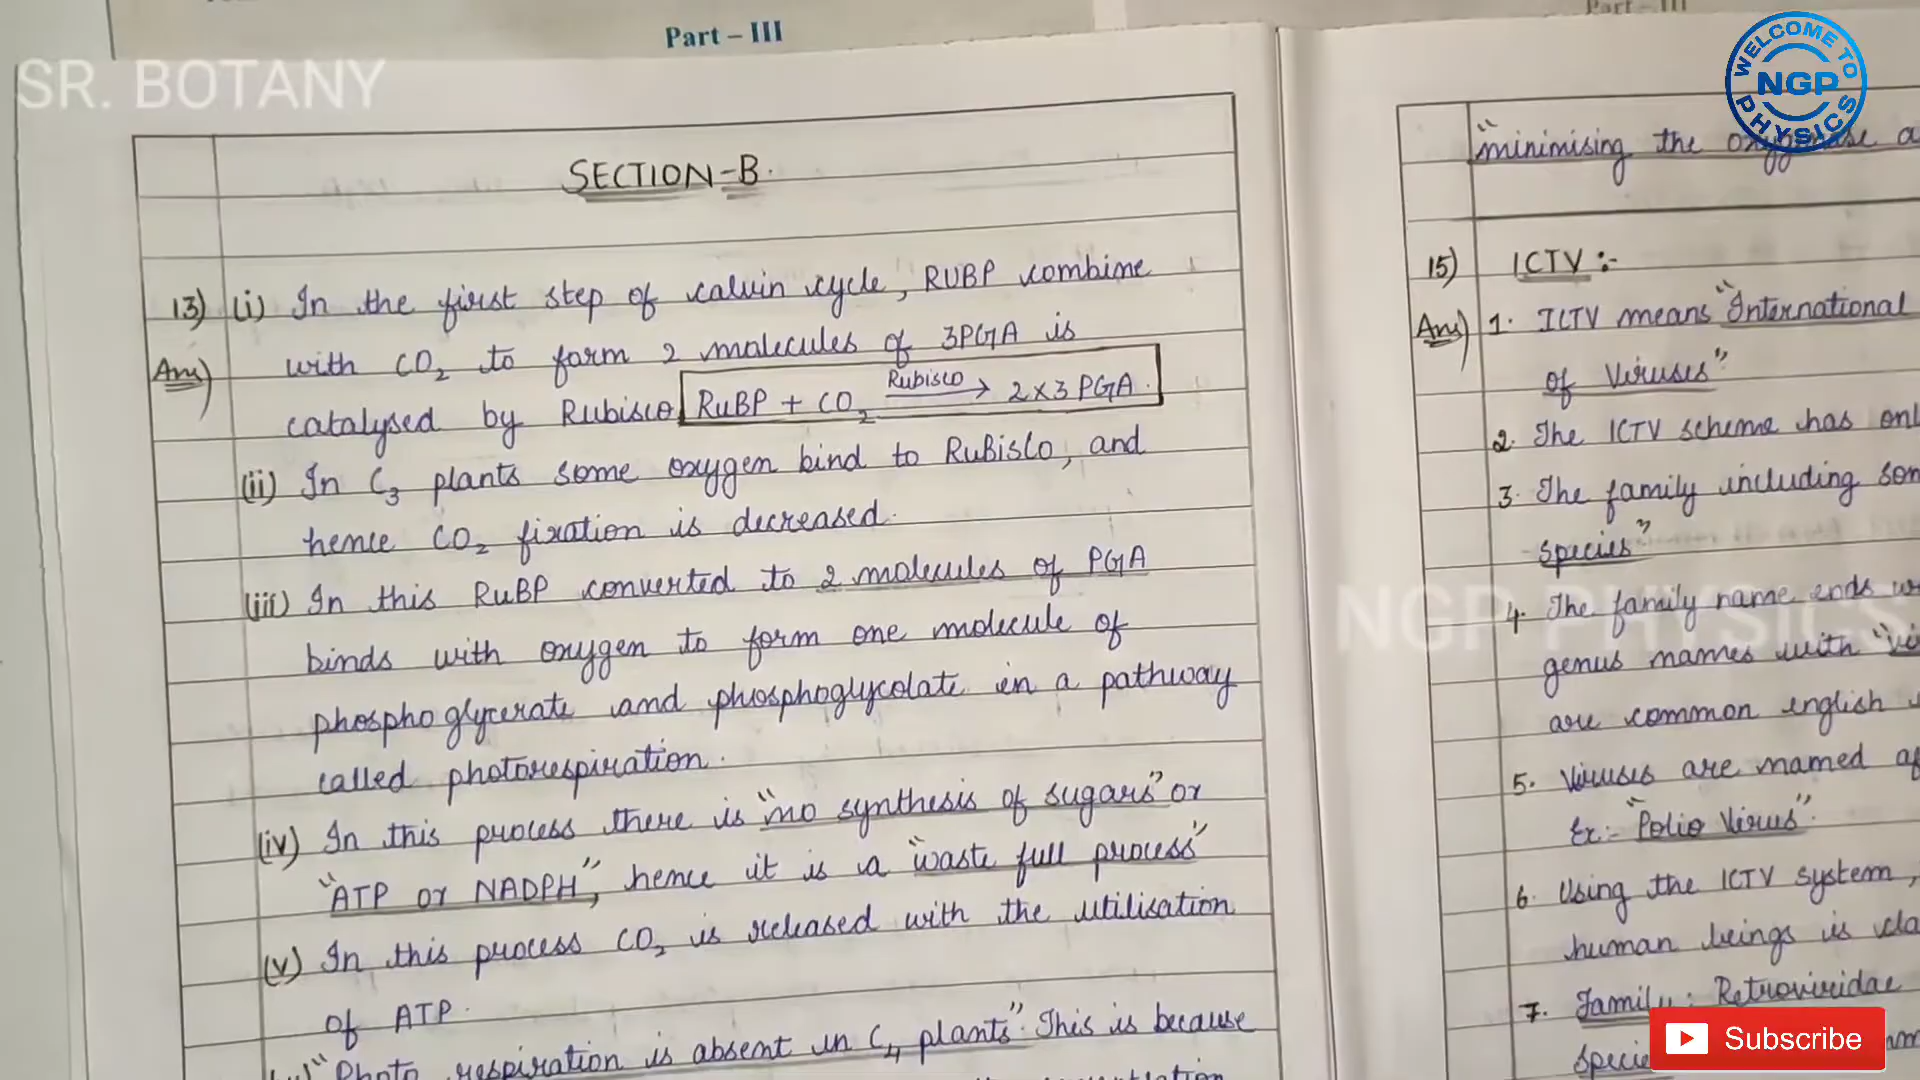 Part – III
Part – III
SR. BOTANY
WELCOME TO
NGP
PHYSICS
SECTION-B.
13) (i) In the first step of calvin cycle, RUBP combine
Ans) with CO₂ to form 2 molecules of 3PGA is
catalysed by Rubisco RuBP + CO₂ Rubisco → 2x3 PGA.
(ii) In C₃ plants some oxygen bind to RuBisCo, and
hence CO₂ fixation is decreased.
(iii) In this RuBP converted to 2 molecules of PGA
binds with oxygen to form one molecule of
phospho glycerate and phosphoglycolate in a pathway
called photorespiration.
(iv) In this process there is "no synthesis of sugars" or
"ATP or NADPH", hence it is a "waste full process"
(v) In this process CO₂ is released with the utilisation
of ATP.
"Photo respiration is absent in C₄ plants". This is because
"minimising the oxygenase
15) ICTV :-
Ans) 1. ICTV means "International
of Viruses"
2. The ICTV scheme has
3. The family including
species"
4. The family name ends
genus names with
are common english
5. Viruses are named
Ex:- "Polio Virus".
6. Using the ICTV system,
human beings is
7. Family: Retroviridae
NGP PHYSICS
Subscribe